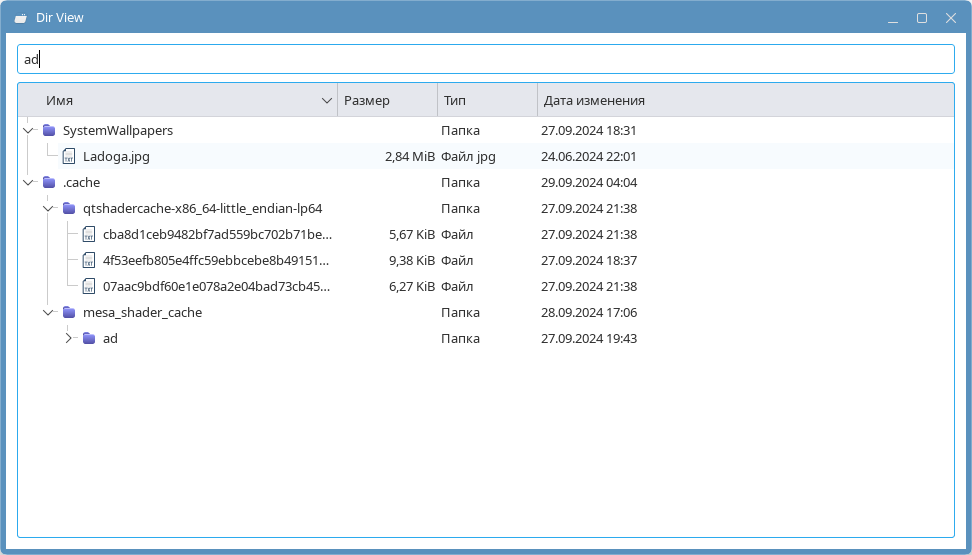 Dir View
ad
Имя Размер Тип Дата изменения
SystemWallpapers Папка 27.09.2024 18:31
Ladoga.jpg 2,84 MiB Файл jpg 24.06.2024 22:01
.cache Папка 29.09.2024 04:04
qtshadercache-x86_64-little_endian-lp64 Папка 27.09.2024 21:38
cba8d1ceb9482bf7ad559bc702b71be... 5,67 KiB Файл 27.09.2024 21:38
4f53eefb805e4ffc59ebbcebe8b49151... 9,38 KiB Файл 27.09.2024 18:37
07aac9bdf60e1e078a2e04bad73cb45... 6,27 KiB Файл 27.09.2024 21:38
mesa_shader_cache Папка 28.09.2024 17:06
ad Папка 27.09.2024 19:43